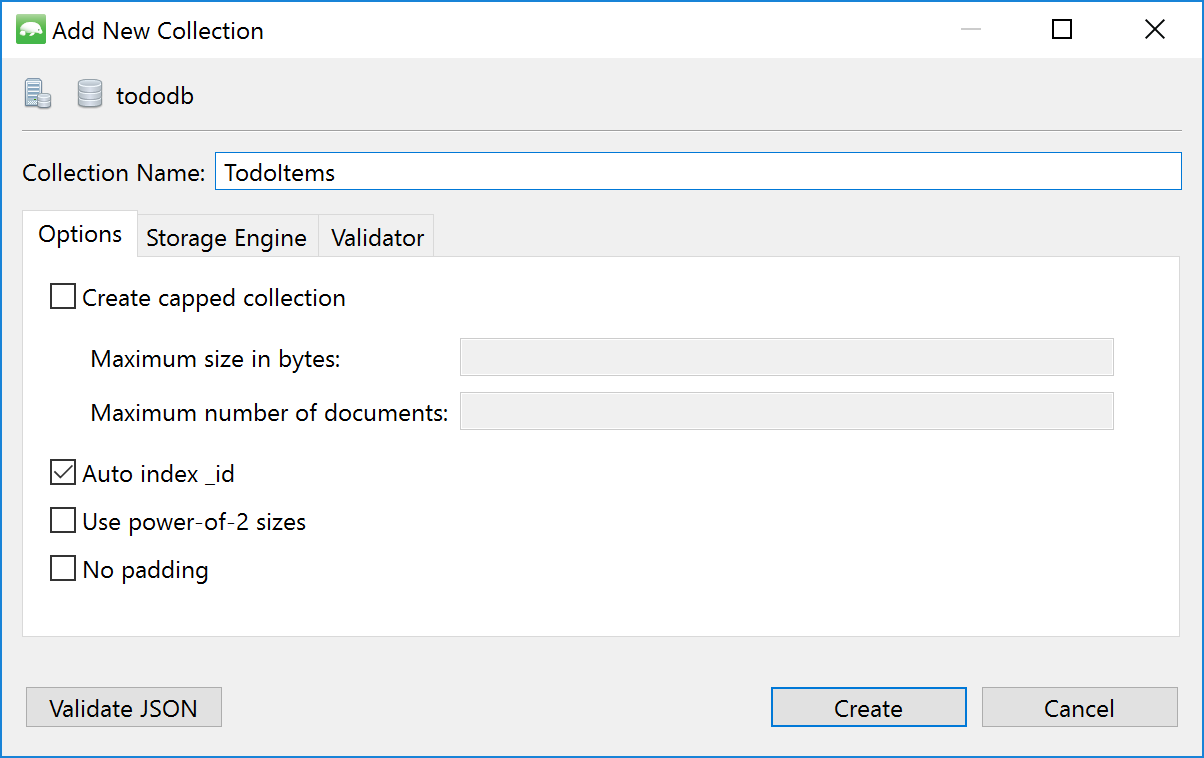 Add New Collection
tododb
Collection Name: TodoItems
Options Storage Engine Validator
Create capped collection
Maximum size in bytes:
Maximum number of documents:
Auto index _id
Use power-of-2 sizes
No padding
Validate JSON Create Cancel